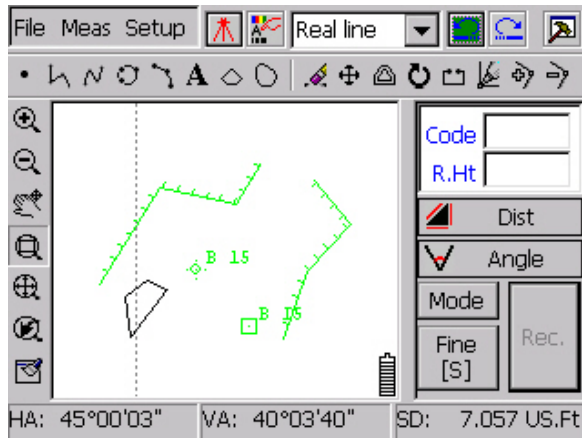 File Meas Setup Real line
A
Code
R.Ht
Dist
B 15
Angle
Mode
B 15
Fine
[S]
Rec.
HA: 45°00'03" VA: 40°03'40" SD: 7.057 US.Ft